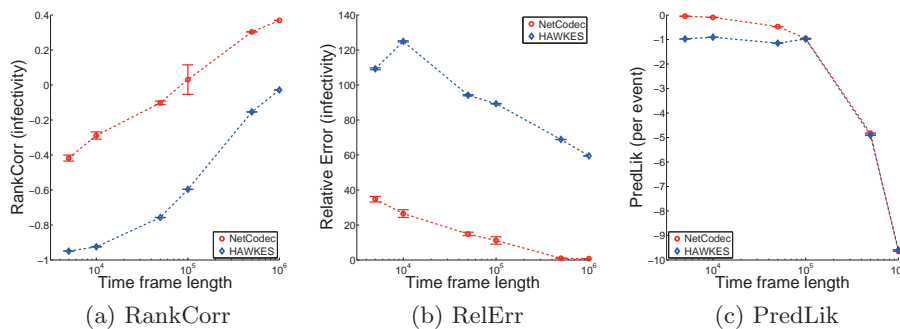 RankCorr (infectivity)
0.4
0.2
0
−0.2
−0.4
−0.6
−0.8
−1
10^4
10^5
10^6
Time frame length
NetCodec
HAWKES
(a) RankCorr
Relative Error (infectivity)
140
120
100
80
60
40
20
0
10^4
10^5
10^6
Time frame length
NetCodec
HAWKES
(b) RelErr
PredLik (per event)
0
−1
−2
−3
−4
−5
−6
−7
−8
−9
−10
10^4
10^5
10^6
Time frame length
NetCodec
HAWKES
(c) PredLik